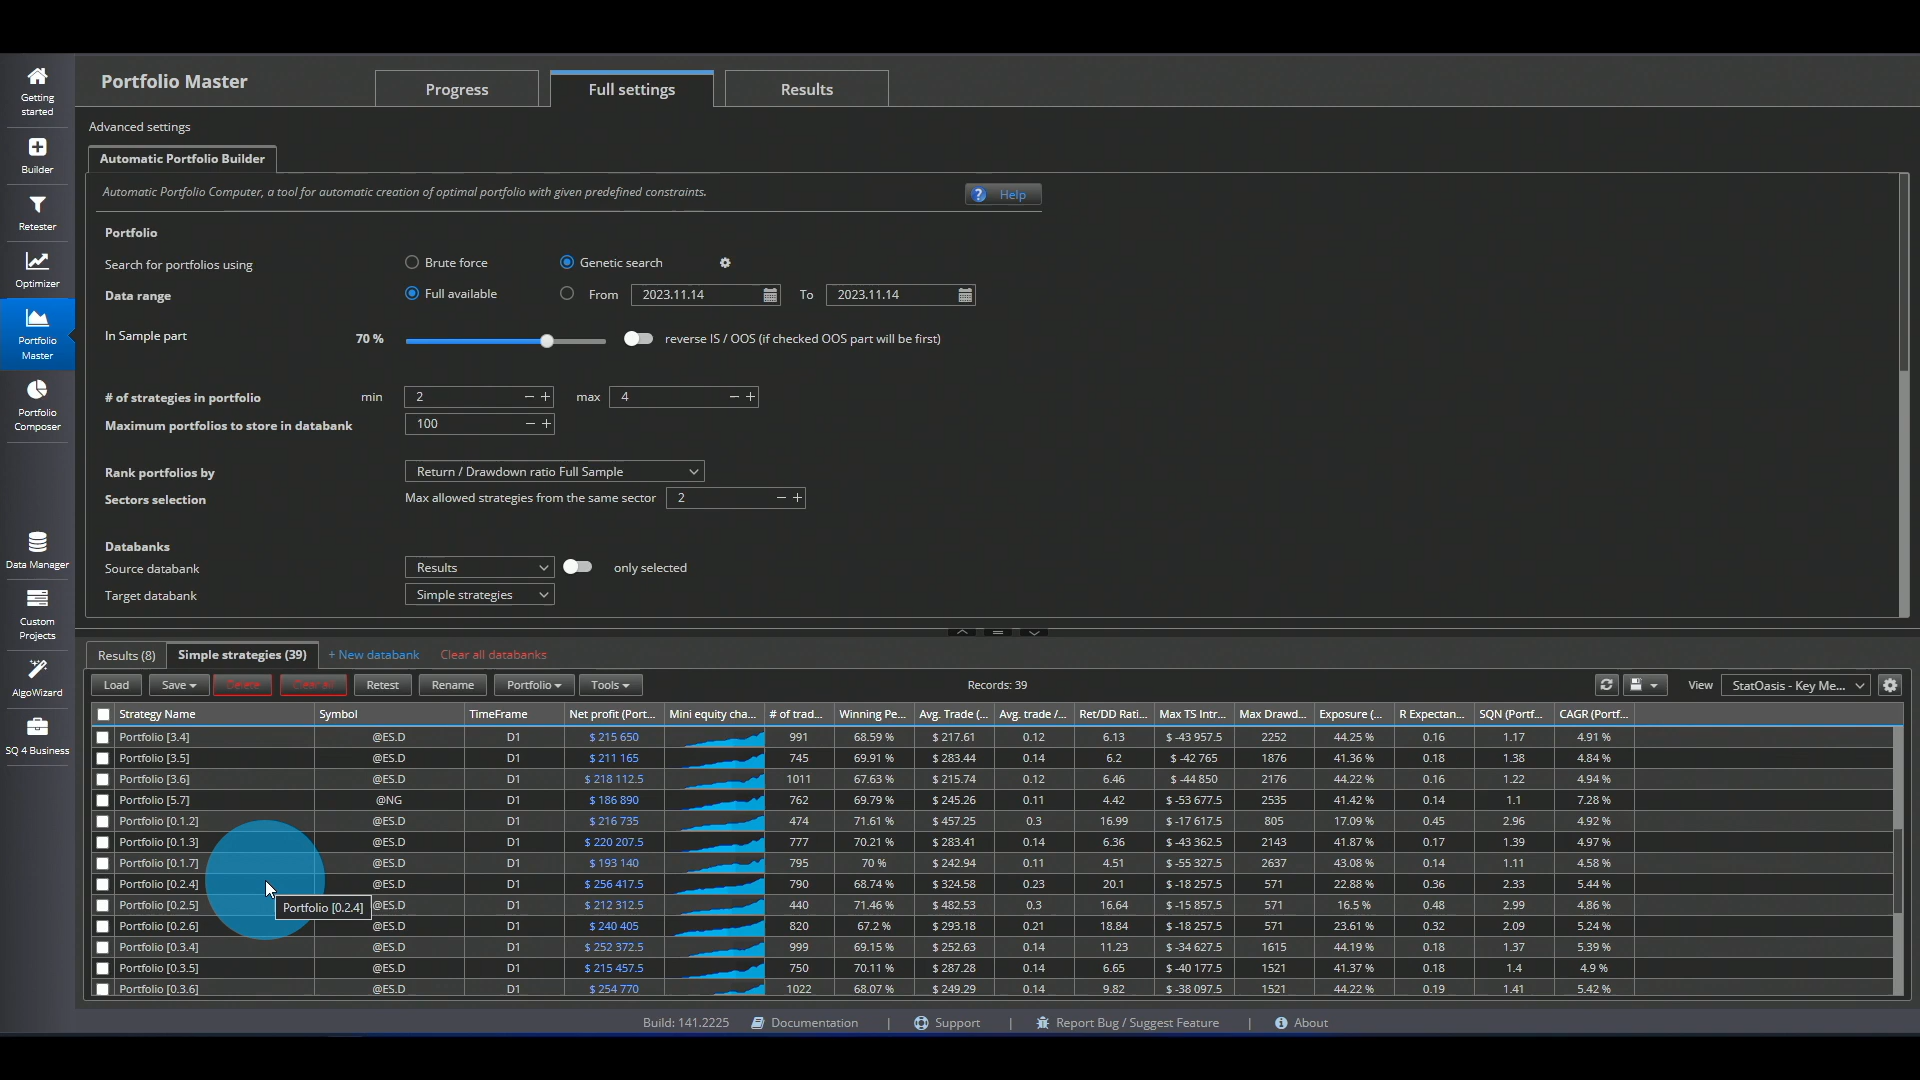 Portfolio Master
Progress
Full settings
Results
Getting started
Builder
Retester
Optimizer
Portfolio Master
Portfolio Composer
Data Manager
Custom Projects
AlgoWizard
SQ 4 Business
Advanced settings
Automatic Portfolio Builder
Automatic Portfolio Computer, a tool for automatic creation of optimal portfolio with given predefined constraints.
? Help
Portfolio
Search for portfolios using Brute force Genetic search
Data range Full available From 2023.11.14 To 2023.11.14
In Sample part 70 % reverse IS / OOS (if checked OOS part will be first)
# of strategies in portfolio min 2 − + max 4 − +
Maximum portfolios to store in databank 100 − +
Rank portfolios by Return / Drawdown ratio Full Sample
Sectors selection Max allowed strategies from the same sector 2 − +
Databanks
Source databank Results only selected
Target databank Simple strategies
Results (8) Simple strategies (39) + New databank Clear all databanks
Load Save Delete Retest Rename Portfolio Tools Records: 39 View StatOasis - Key Me...
Strategy Name Symbol TimeFrame Net profit (Port... Mini equity cha... # of trad... Winning Pe... Avg. Trade (... Avg. trade /... Ret/DD Rati... Max TS Intr... Max Drawd... Exposure (... R Expectan... SQN (Portf... CAGR (Portf...
Portfolio [3.4] @ES.D D1 $ 215 650 991 68.59 % $ 217.61 0.12 6.13 $ -43 957.5 2252 44.25 % 0.16 1.17 4.91 %
Portfolio [3.5] @ES.D D1 $ 211 165 745 69.91 % $ 283.44 0.14 6.2 $ -42 765 1876 41.36 % 0.18 1.38 4.84 %
Portfolio [3.6] @ES.D D1 $ 218 112.5 1011 67.63 % $ 215.74 0.12 6.46 $ -44 850 2176 44.22 % 0.16 1.22 4.94 %
Portfolio [5.7] @NG D1 $ 186 890 762 69.79 % $ 245.26 0.11 4.42 $ -53 677.5 2535 41.42 % 0.14 1.1 7.28 %
Portfolio [0.1.2] @ES.D D1 $ 216 735 474 71.61 % $ 457.25 0.3 16.99 $ -17 617.5 805 17.09 % 0.45 2.96 4.92 %
Portfolio [0.1.3] @ES.D D1 $ 220 207.5 777 70.21 % $ 283.41 0.14 6.36 $ -43 362.5 2143 41.87 % 0.17 1.39 4.97 %
Portfolio [0.1.7] @ES.D D1 $ 193 140 795 70 % $ 242.94 0.11 4.51 $ -55 327.5 2637 43.08 % 0.14 1.11 4.58 %
Portfolio [0.2.4] @ES.D D1 $ 256 417.5 790 68.74 % $ 324.58 0.23 20.1 $ -18 257.5 571 22.88 % 0.36 2.33 5.44 %
Portfolio [0.2.5] @ES.D D1 $ 212 312.5 440 71.46 % $ 482.53 0.3 16.64 $ -15 857.5 571 16.5 % 0.48 2.99 4.86 %
Portfolio [0.2.4]
Portfolio [0.2.6] @ES.D D1 $ 240 405 820 67.2 % $ 293.18 0.21 18.84 $ -18 257.5 571 23.61 % 0.32 2.09 5.24 %
Portfolio [0.3.4] @ES.D D1 $ 252 372.5 999 69.15 % $ 252.63 0.14 11.23 $ -34 627.5 1615 44.19 % 0.18 1.37 5.39 %
Portfolio [0.3.5] @ES.D D1 $ 215 457.5 750 70.11 % $ 287.28 0.14 6.65 $ -40 177.5 1521 41.37 % 0.18 1.4 4.9 %
Portfolio [0.3.6] @ES.D D1 $ 254 770 1022 68.07 % $ 249.29 0.14 9.82 $ -38 097.5 1521 44.22 % 0.19 1.41 5.42 %
Build: 141.2225 Documentation | Support | Report Bug / Suggest Feature | About